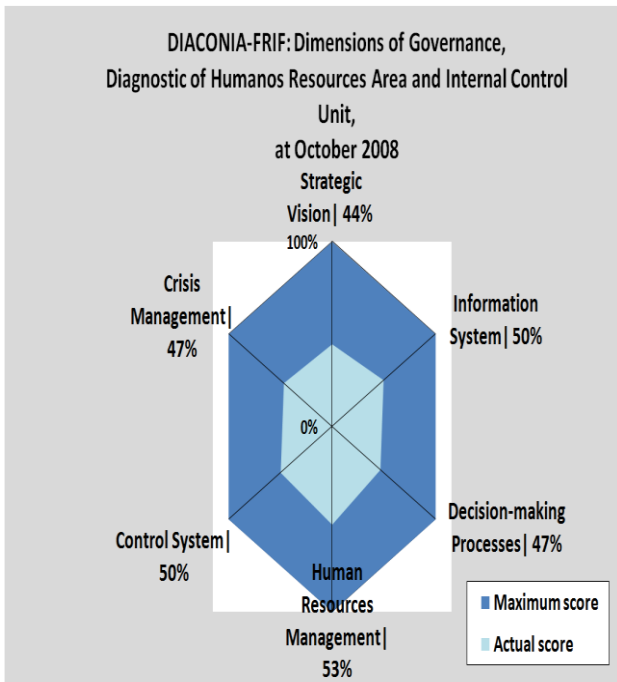 DIACONIA-FRIF: Dimensions of Governance,
Diagnostic of Humanos Resources Area and Internal Control
Unit,
at October 2008
Strategic
Vision| 44%
100%
Information
System| 50%
Crisis
Management|
47%
0%
Decision-making
Processes| 47%
Control System|
50%
Human
Resources
Management|
53%
Maximum score
Actual score